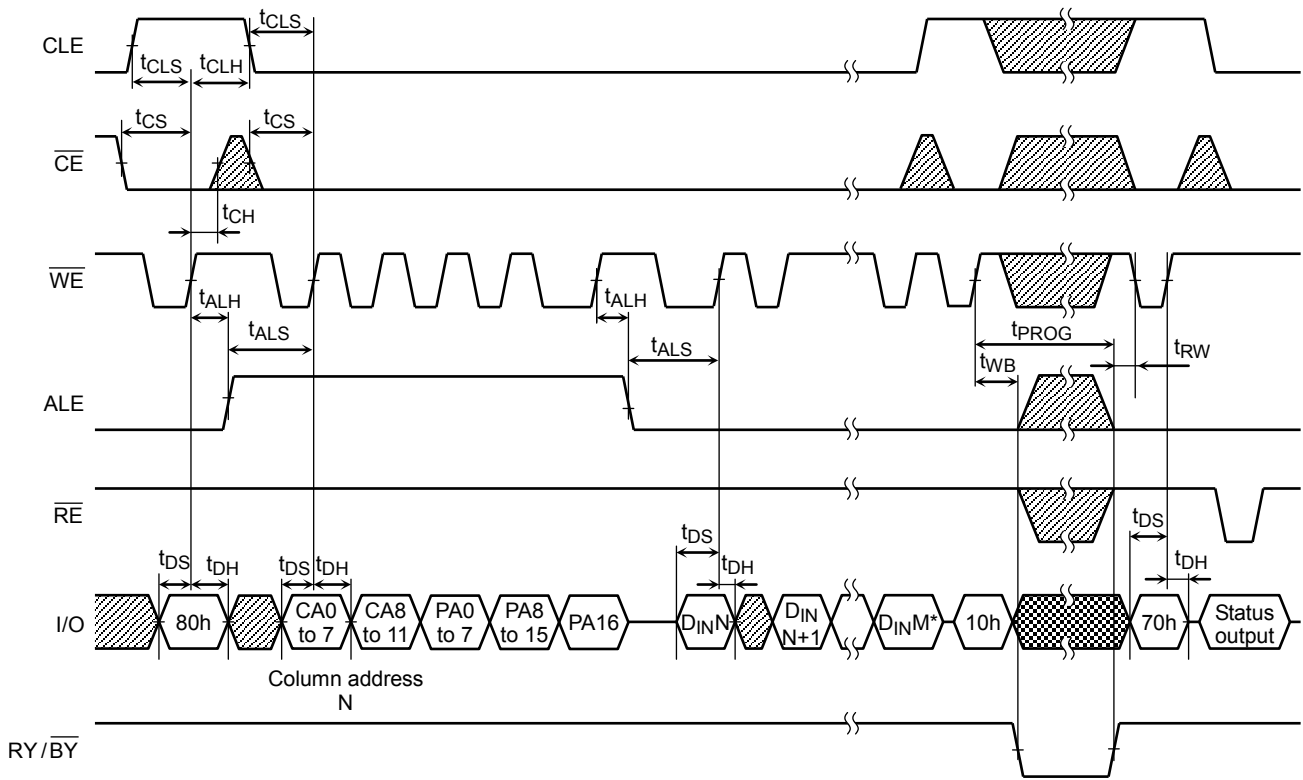 CLE
tCLS
tCLS
tCLH
CE
tCS
tCS
tCH
WE
tALH
tALS
tALH
tALS
tPROG
tWB
tRW
ALE
RE
I/O
tDS
tDH
tDS
tDH
tDS
tDH
tDS
tDH
80h
CA0
to 7
CA8
to 11
PA0
to 7
PA8
to 15
PA16
DINN
DIN
N+1
DINM*
10h
70h
Status
output
Column address
N
RY/BY